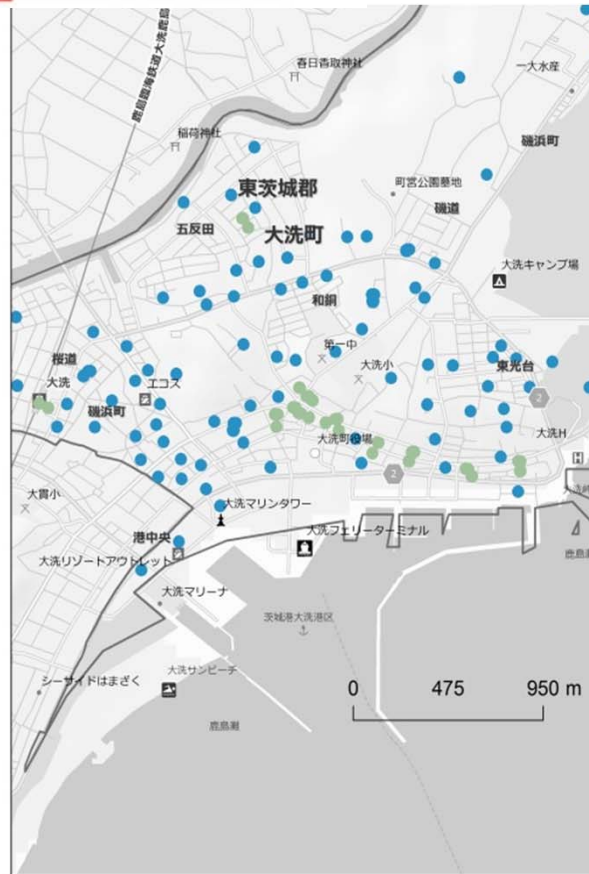 鹿島臨海鉄道大洗鹿島
春日香取神社
一大水産
磯浜町
稲荷神社
東茨城郡
町営公園墓地
磯道
五反田
大洗町
大洗キャンプ場
和銅
第一中
桜道
大洗小
東光台
大洗
エコス
磯浜町
2
大洗町役場
大洗H
H
2
大貫小
大洗マリンタワー
大洗フェリーターミナル
港中央
大洗リゾートアウトレット
鹿島
大洗マリーナ
茨城港大洗港区
大洗サンビーチ
シーサイドはまざく
0 475 950 m
鹿島灘